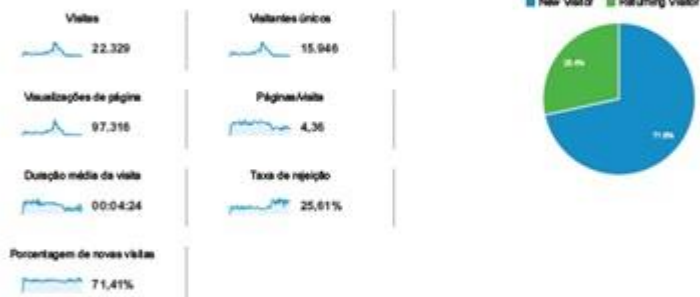 New Visitor Returning Visitor
Visitas
22.329
Visitantes únicos
15.946
Visualizações de página
97.316
Páginas/visita
4,36
Duração média da visita
00:04:24
Taxa de rejeição
25,61%
Porcentagem de novas visitas
71,41%